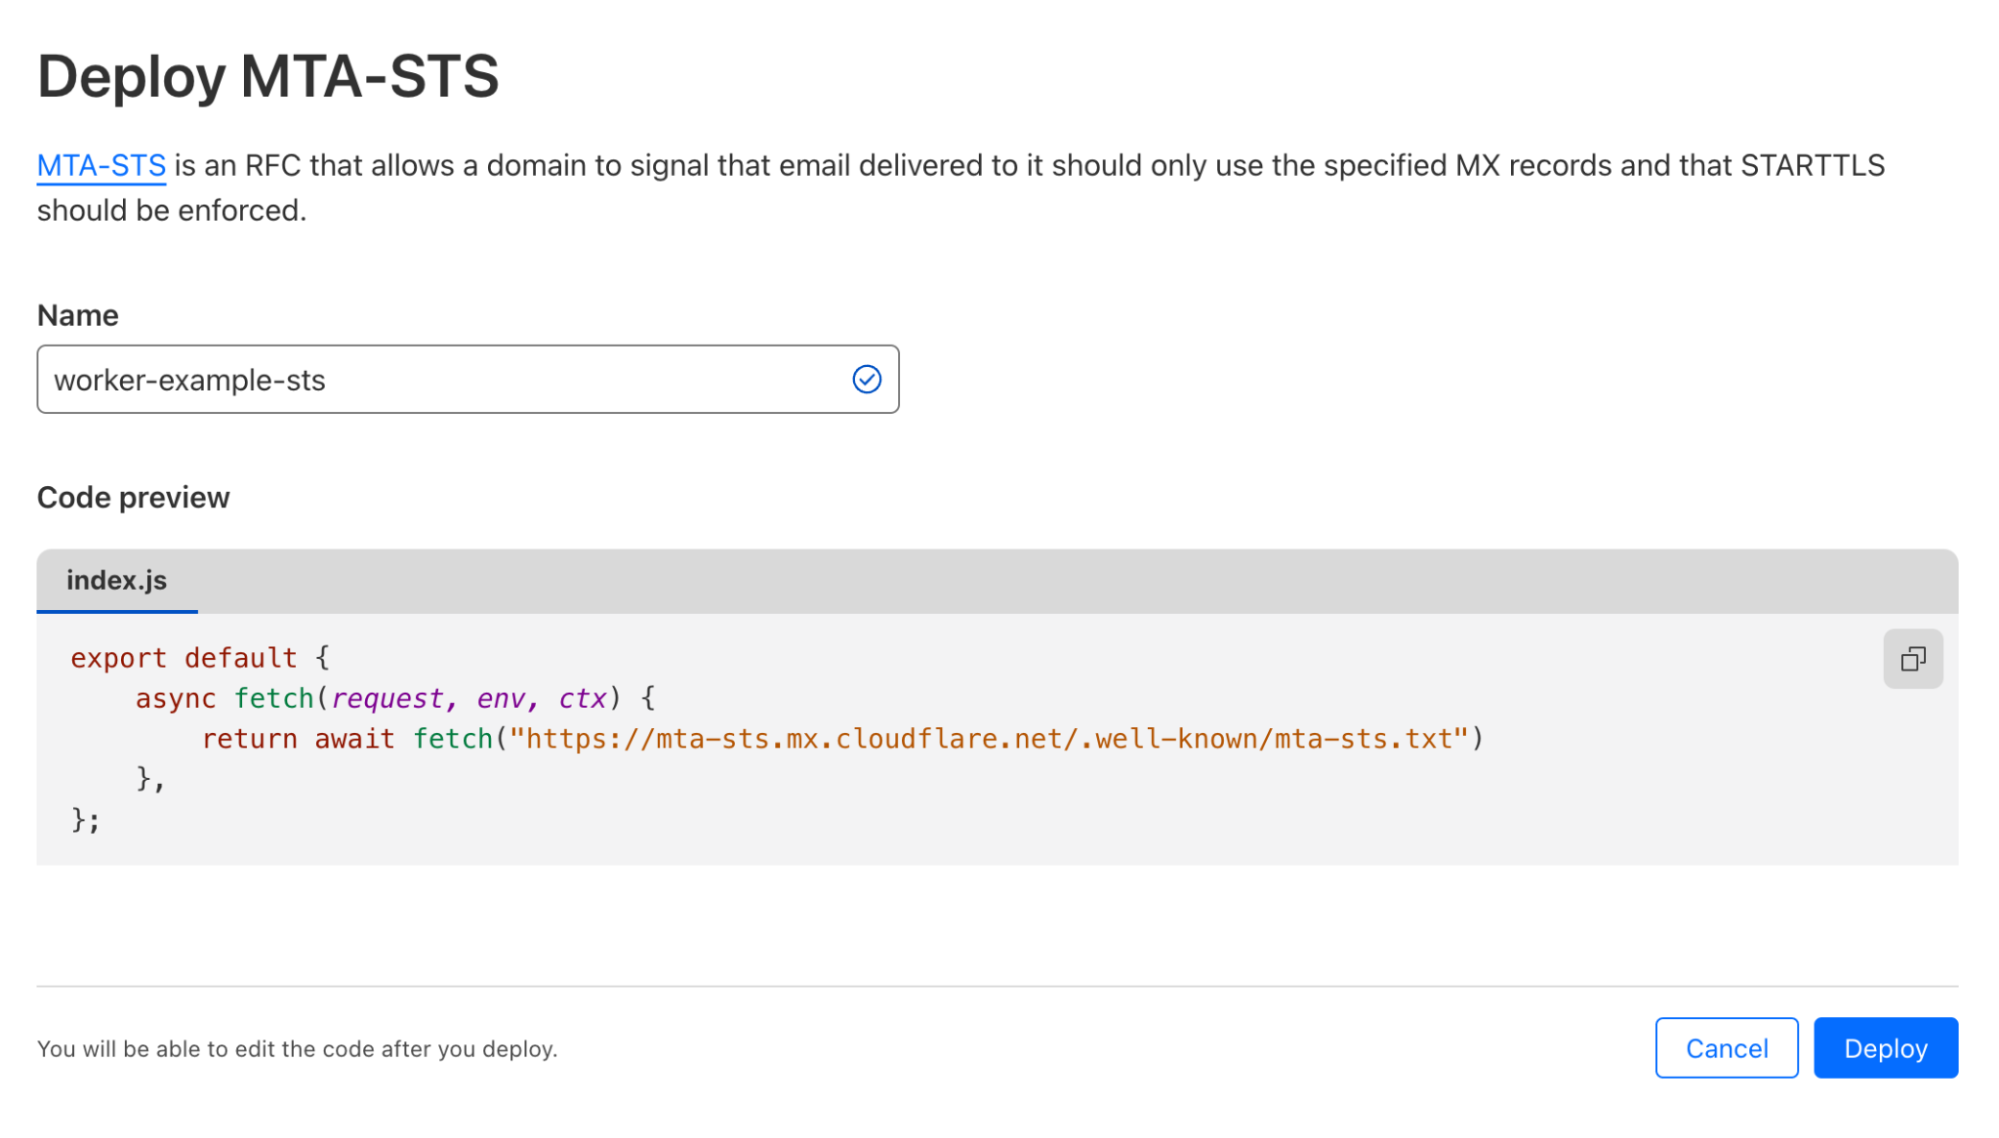 Deploy MTA-STS
MTA-STS is an RFC that allows a domain to signal that email delivered to it should only use the specified MX records and that STARTTLS
should be enforced.
Name
worker-example-sts
Code preview
index.js
export default {
    async fetch(request, env, ctx) {
        return await fetch("https://mta-sts.mx.cloudflare.net/.well-known/mta-sts.txt")
    },
};
You will be able to edit the code after you deploy.
Cancel
Deploy